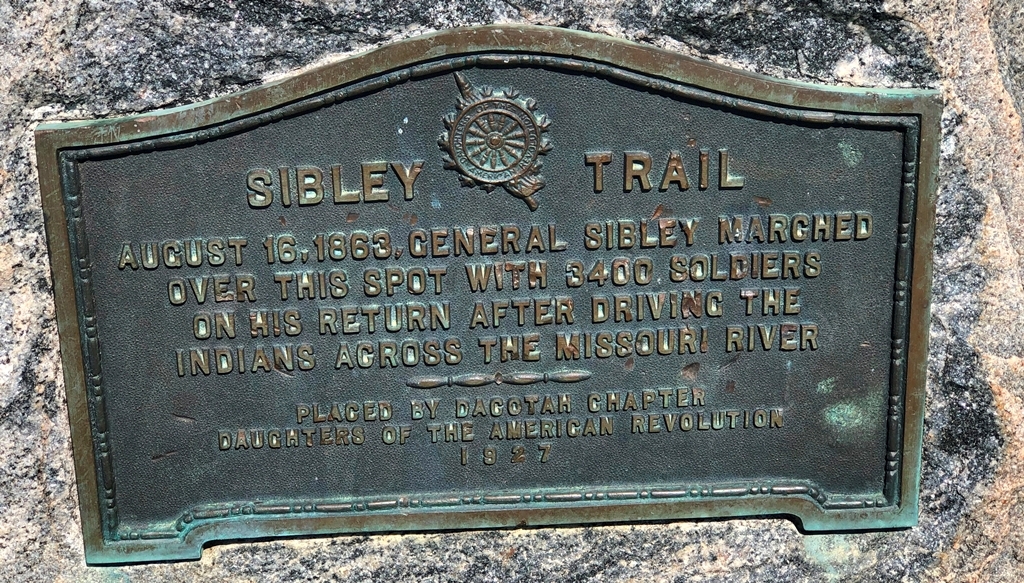 SIBLEY TRAIL
AUGUST 16, 1863, GENERAL SIBLEY MARCHED
OVER THIS SPOT WITH 3400 SOLDIERS
ON HIS RETURN AFTER DRIVING THE
INDIANS ACROSS THE MISSOURI RIVER
PLACED BY DACOTAH CHAPTER
DAUGHTERS OF THE AMERICAN REVOLUTION
1927